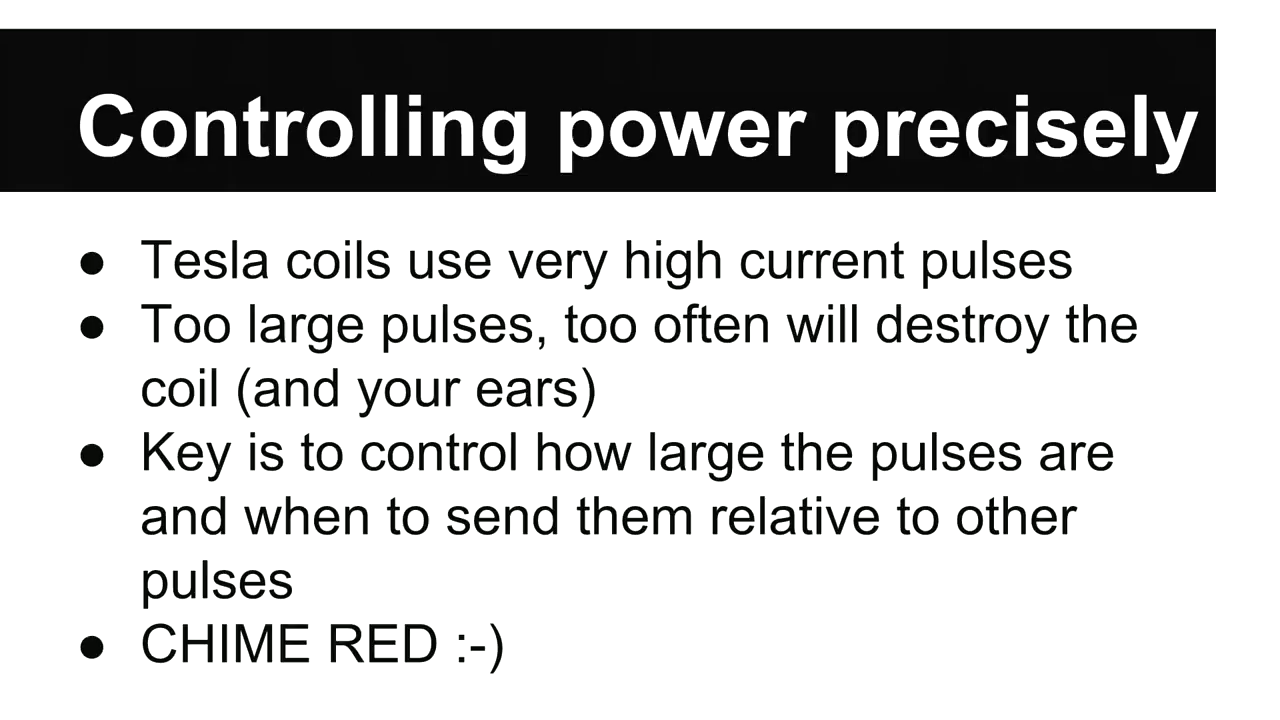 Controlling power precisely
● Tesla coils use very high current pulses
● Too large pulses, too often will destroy the
coil (and your ears)
● Key is to control how large the pulses are
and when to send them relative to other
pulses
● CHIME RED :-)